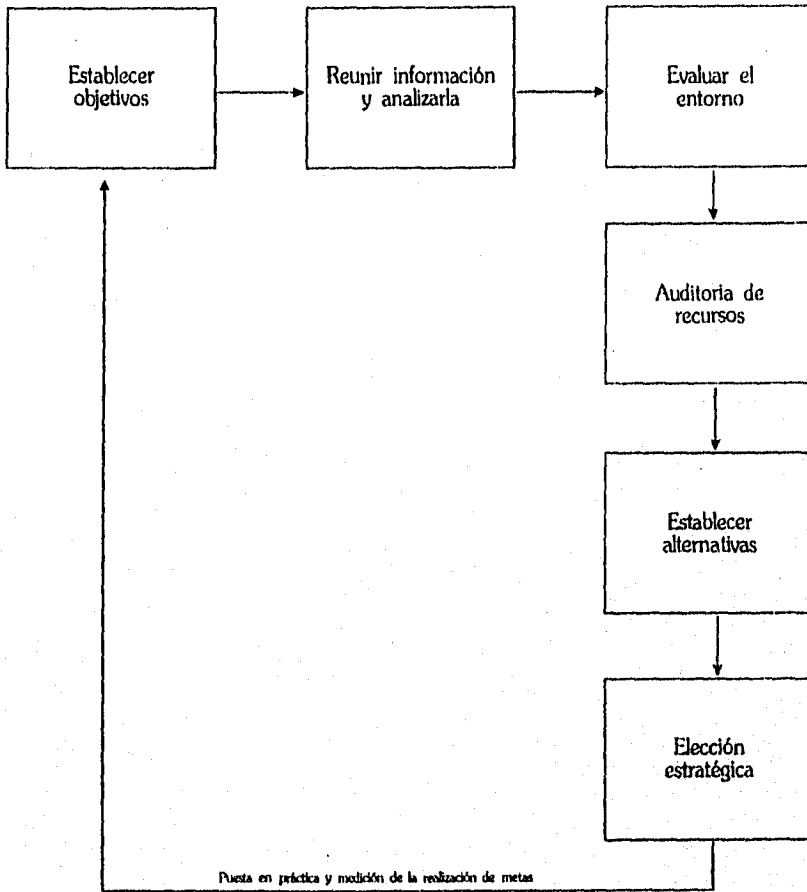 Establecer
objetivos
Reunir información
y analizarla
Evaluar el
entorno
Auditoria de
recursos
Establecer
alternativas
Elección
estratégica
Puesta en práctica y medición de la realización de metas